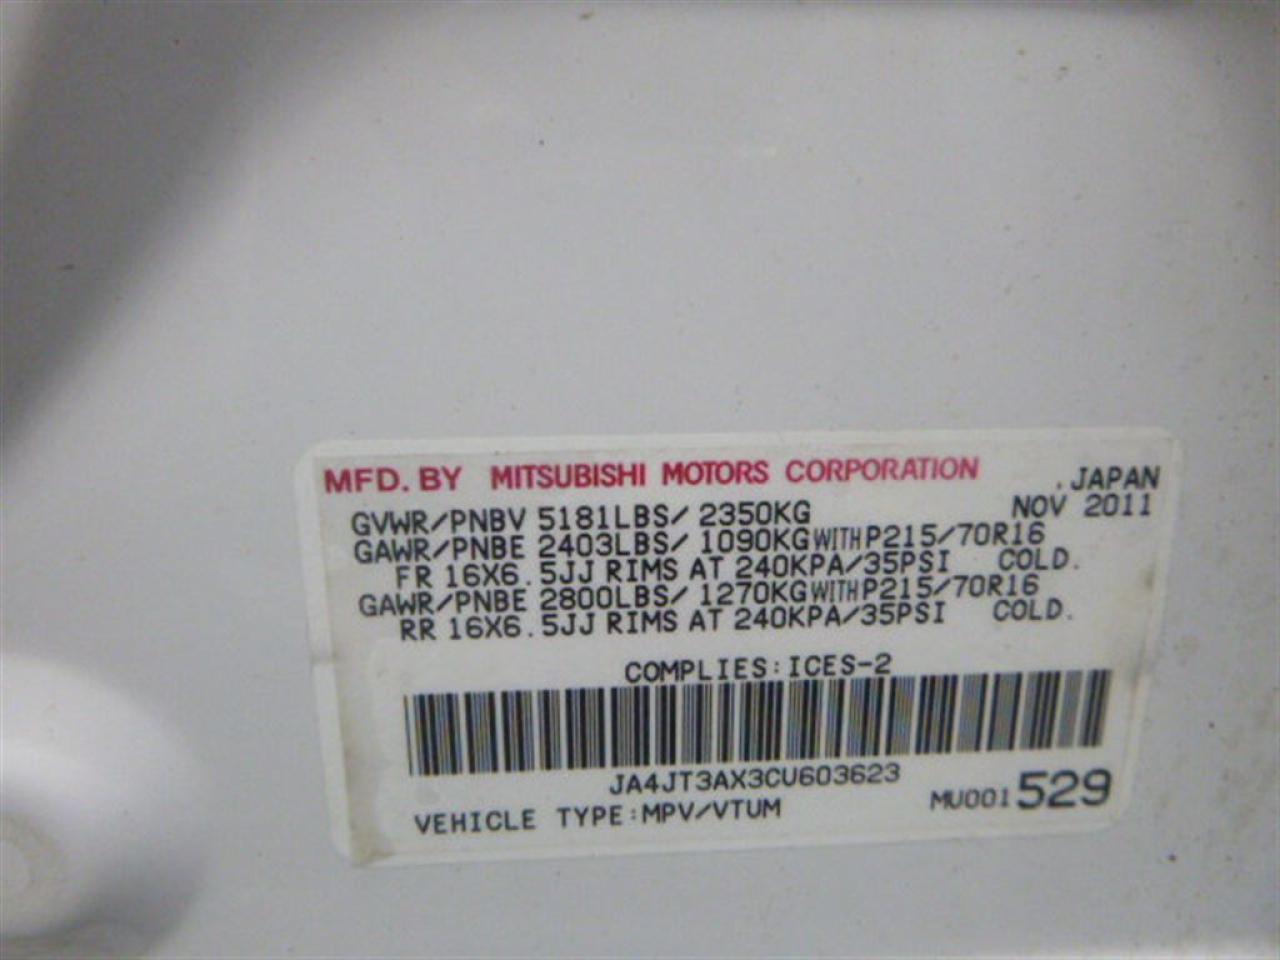 MFD. BY MITSUBISHI MOTORS CORPORATION .JAPAN
GVWR/PNBV 5181LBS/ 2350KG NOV 2011
GAWR/PNBE 2403LBS/ 1090KG WITH P215/70R16
FR 16X6.5JJ RIMS AT 240KPA/35PSI COLD.
GAWR/PNBE 2800LBS/ 1270KG WITH P215/70R16
RR 16X6.5JJ RIMS AT 240KPA/35PSI COLD.
COMPLIES:ICES-2
JA4JT3AX3CU603623
VEHICLE TYPE:MPV/VTUM MU001529